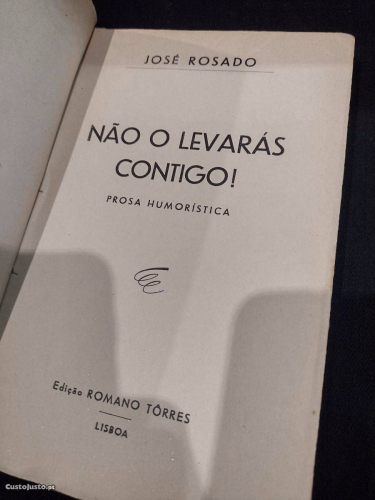 JOSÉ ROSADO
NÃO O LEVARÁS
CONTIGO!
PROSA HUMORÍSTICA
Edição ROMANO TÔRRES
LISBOA
CustoJusto.pt